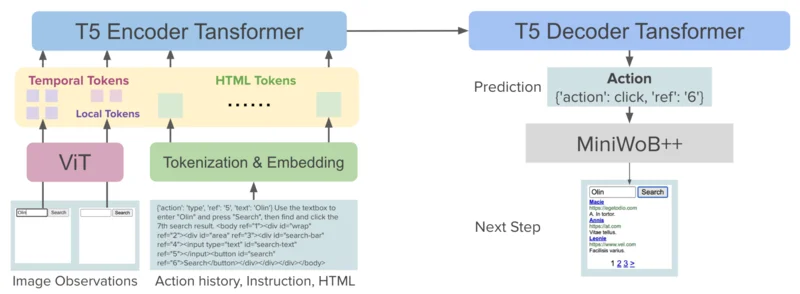 T5 Encoder Tansformer
T5 Decoder Tansformer
Temporal Tokens
HTML Tokens
......
Local Tokens
Prediction
Action
{'action': click, 'ref': '6'}
ViT
Tokenization & Embedding
MiniWoB++
Olin
Search
Search
{'action': 'type', 'ref': '5', 'text': 'Olin'} Use the textbox to
enter "Olin" and press "Search", then find and click the
7th search result. <body ref="1"><div id="wrap"
ref="2"><div id="area" ref="3"><div id="search-bar"
ref="4"><input type="text" id="search-text"
ref="5"></input><button id="search"
ref="6">Search</button></div></div></div></body>
Next Step
Olin
Search
Macie
https://egetodio.com
A. In tortor.
Annis
https://at.com
Vitae tellus.
Leonie
https://www.vel.com
Facilisis varius.
1 2 3 >
Image Observations
Action history, Instruction, HTML